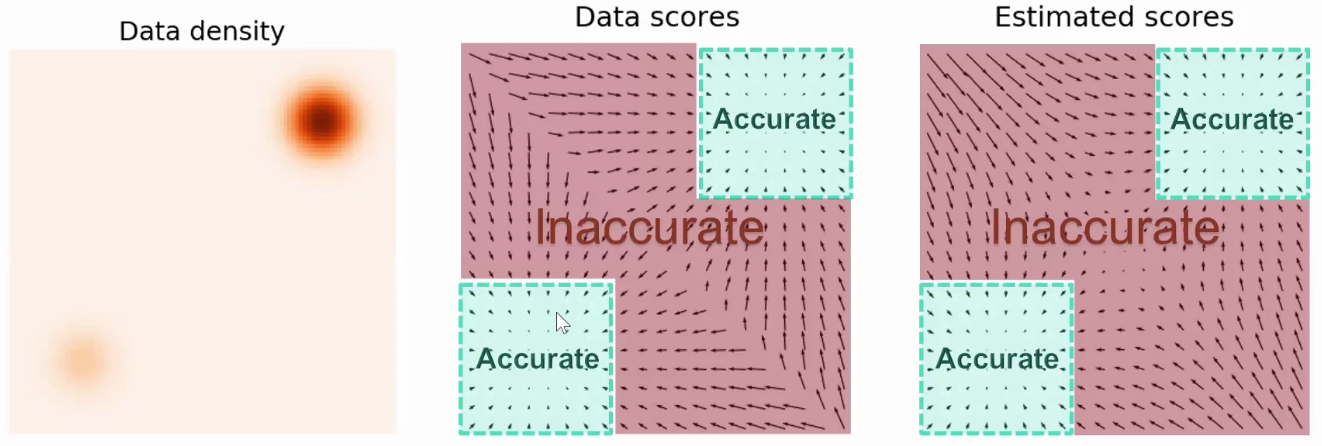 Data density
Data scores
Estimated scores
Accurate
Accurate
Inaccurate
Inaccurate
Accurate
Accurate